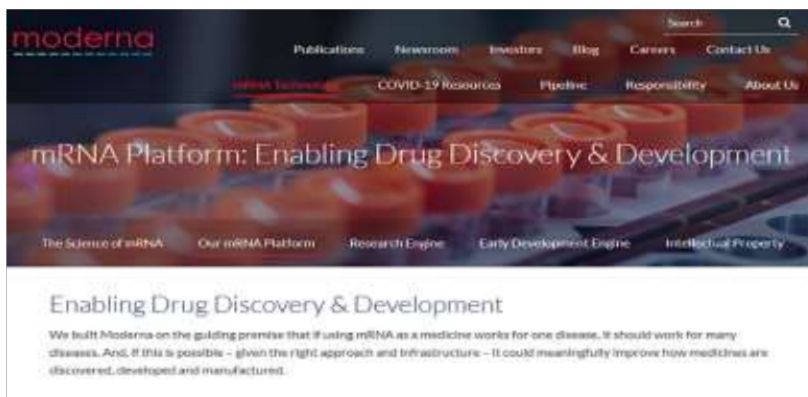 Search
moderna
Publications Newsroom Investors Blog Careers Contact Us
mRNA Technology COVID-19 Resources Pipeline Responsibility About Us
mRNA Platform: Enabling Drug Discovery & Development
The Science of mRNA Our mRNA Platform Research Engine Early Development Engine Intellectual Property
Enabling Drug Discovery & Development
We built Moderna on the guiding premise that if using mRNA as a medicine works for one disease, it should work for many
diseases. And, if this is possible – given the right approach and infrastructure – it could meaningfully improve how medicines are
discovered, developed and manufactured.